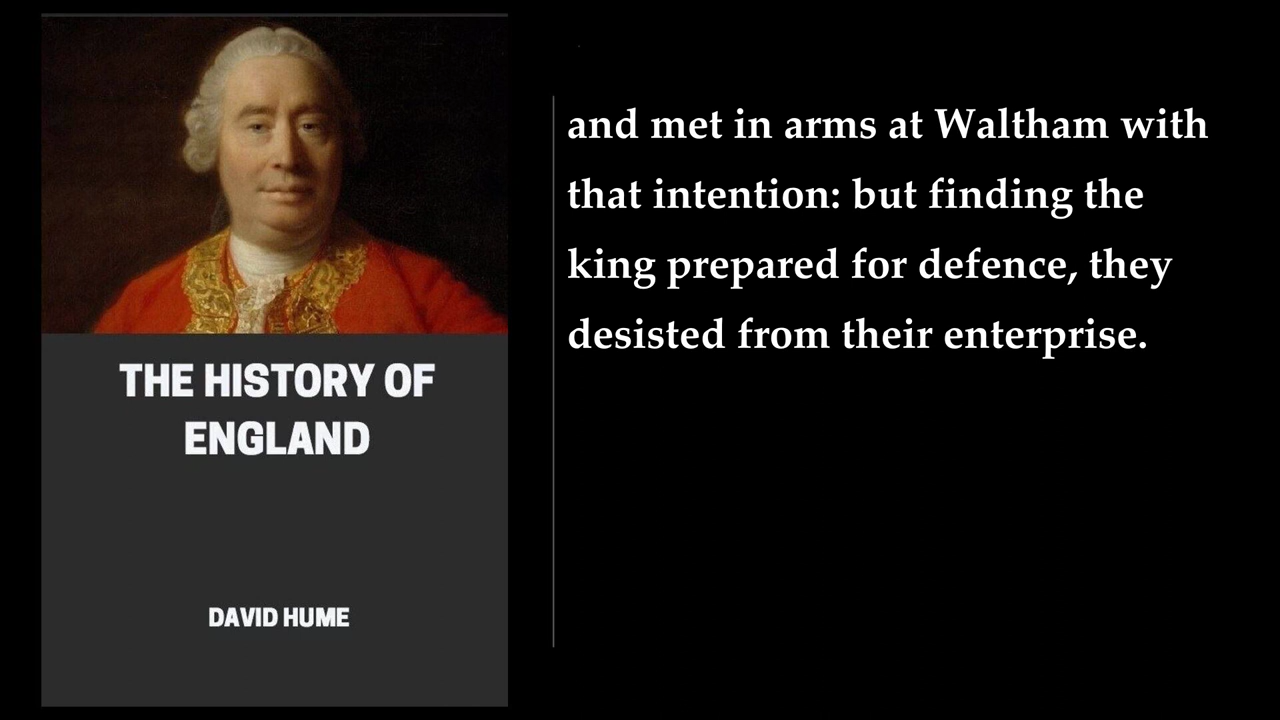 THE HISTORY OF
ENGLAND
DAVID HUME
and met in arms at Waltham with
that intention: but finding the
king prepared for defence, they
desisted from their enterprise.